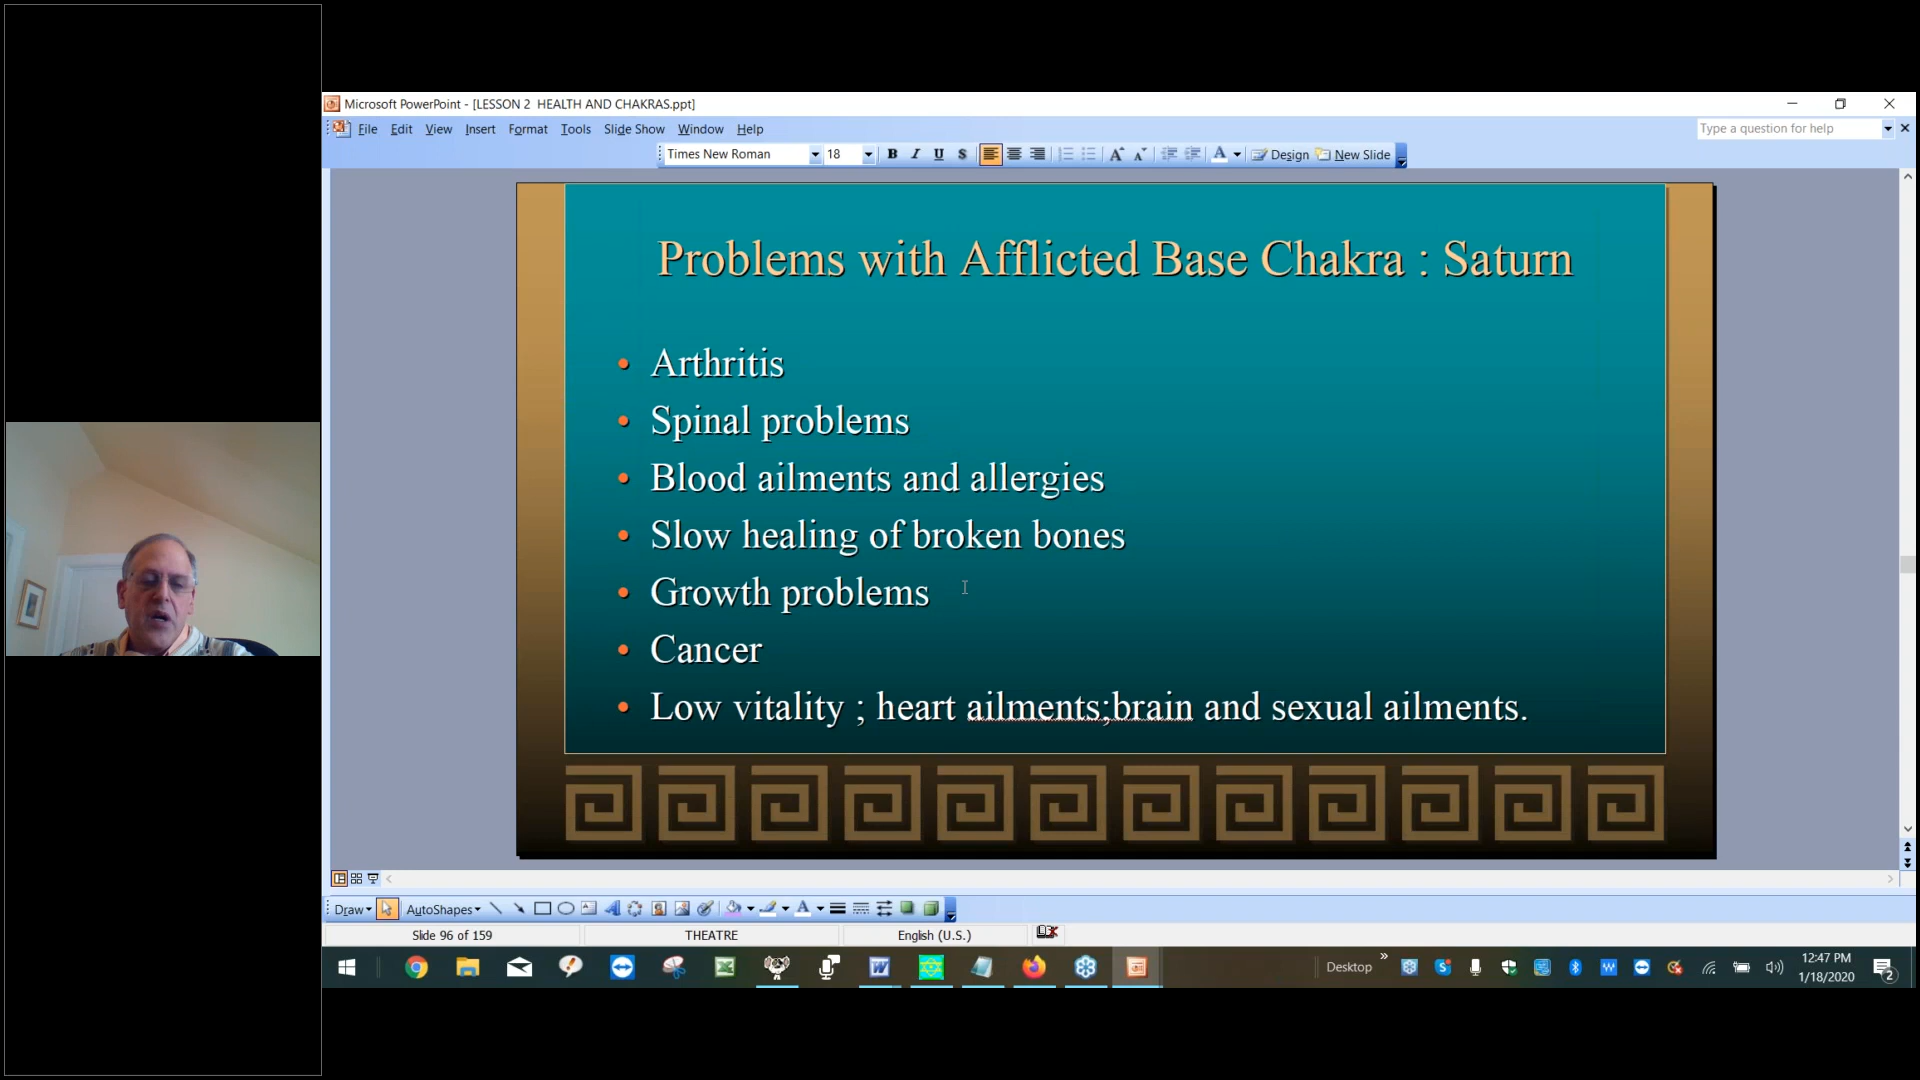 Microsoft PowerPoint - [LESSON 2  HEALTH AND CHAKRAS.ppt]
File Edit View Insert Format Tools Slide Show Window Help
Type a question for help
Times New Roman 18 B I U S A A A Design New Slide
Problems with Afflicted Base Chakra : Saturn
• Arthritis
• Spinal problems
• Blood ailments and allergies
• Slow healing of broken bones
• Growth problems
• Cancer
• Low vitality ; heart ailments;brain and sexual ailments.
Draw AutoShapes A
Slide 96 of 159 THEATRE English (U.S.)
Desktop
12:47 PM
1/18/2020
2